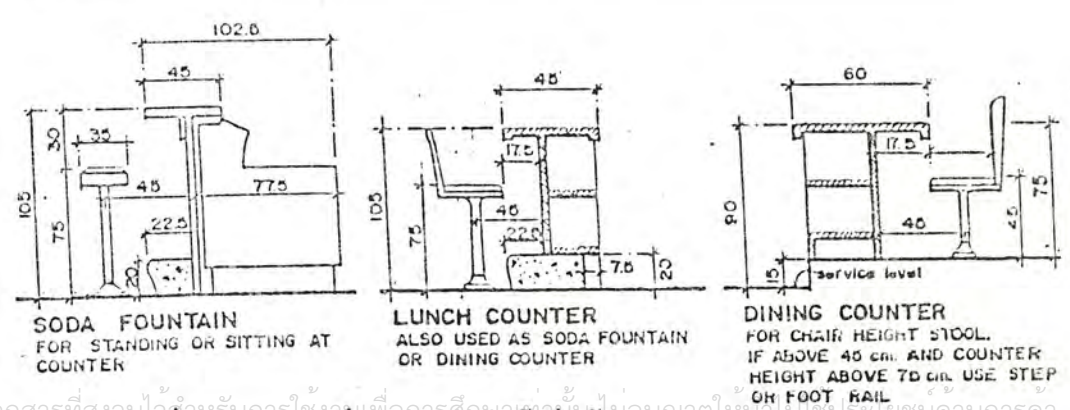 102.5
45
30
35
105
75
45
77.5
22.5
20
SODA FOUNTAIN
FOR STANDING OR SITTING AT
COUNTER
45
17.5
105
75
45
22.5
7.5
20
LUNCH COUNTER
ALSO USED AS SODA FOUNTAIN
OR DINING COUNTER
60
17.5
90
75
45
45
15
service level
DINING COUNTER
FOR CHAIR HEIGHT STOOL.
IF ABOVE 45 cm. AND COUNTER
HEIGHT ABOVE 75 cm. USE STEP
OR FOOT RAIL